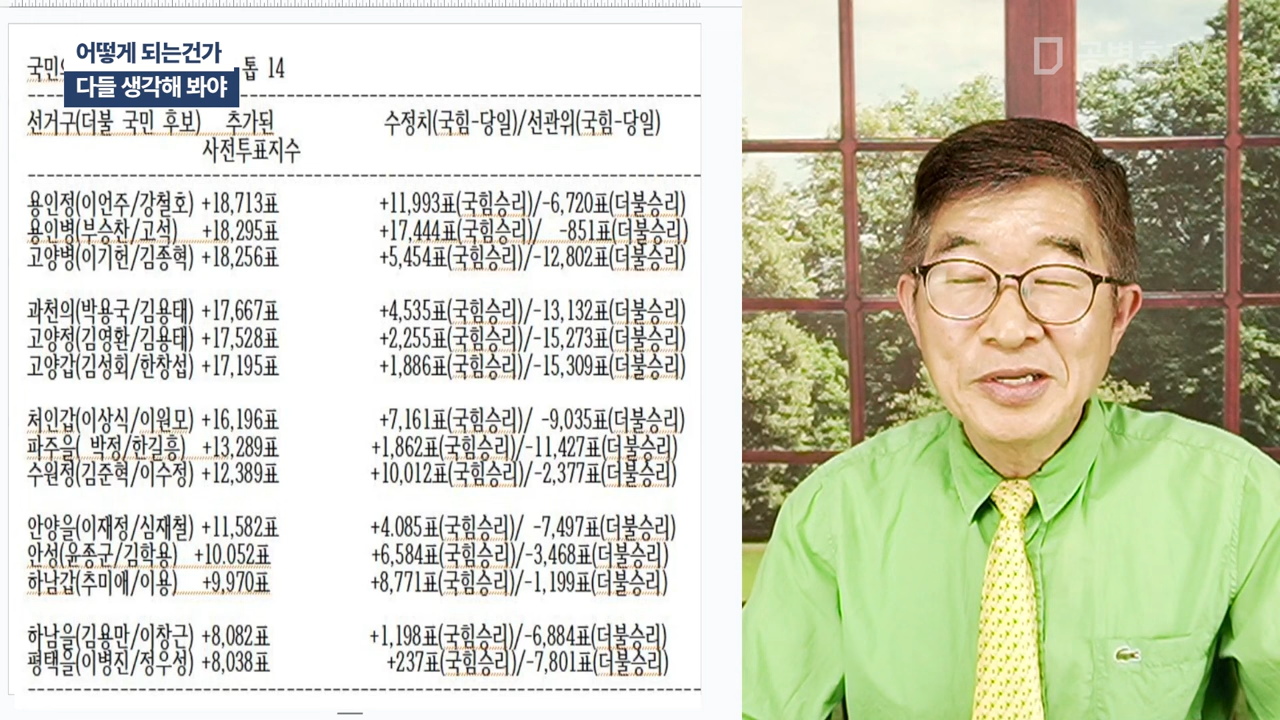 어떻게 되는건가
다들 생각해 봐야
톱 14
선거구(더불 국민 후보) 추가된 수정치(국힘-당일)/선관위(국힘-당일)
사전투표지수
용인정(이언주/강철호) +18,713표 +11,993표(국힘승리)/-6,720표(더불승리)
용인병(부승찬/고석) +18,295표 +17,444표(국힘승리)/ -851표(더불승리)
고양병(이기헌/김종혁) +18,256표 +5,454표(국힘승리)/-12,802표(더불승리)
과천의(박용국/김용태) +17,667표 +4,535표(국힘승리)/-13,132표(더불승리)
고양정(김영환/김용태) +17,528표 +2,255표(국힘승리)/-15,273표(더불승리)
고양갑(김성회/한창섭) +17,195표 +1,886표(국힘승리)/-15,309표(더불승리)
처인갑(이상식/이원모) +16,196표 +7,161표(국힘승리)/ -9,035표(더불승리)
파주을( 박정/한길룡) +13,289표 +1,862표(국힘승리)/-11,427표(더불승리)
수원정(김준혁/이수정) +12,389표 +10,012표(국힘승리)/-2,377표(더불승리)
안양을(이재정/심재철) +11,582표 +4.085표(국힘승리)/ -7,497표(더불승리)
안성(윤종군/김학용) +10,052표 +6,584표(국힘승리)/-3,468표(더불승리)
하남갑(추미애/이용) +9,970표 +8,771표(국힘승리)/-1,199표(더불승리)
하남을(김용만/이창근) +8,082표 +1,198표(국힘승리)/-6,884표(더불승리)
평택을(이병진/정우성) +8,038표 +237표(국힘승리)/-7,801표(더불승리)